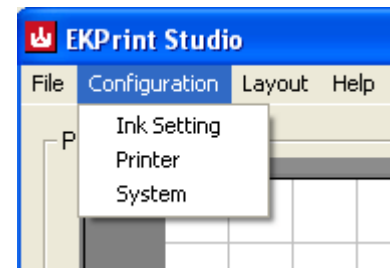 EKPrint Studio
File Configuration Layout Help
Ink Setting
P
Printer
System